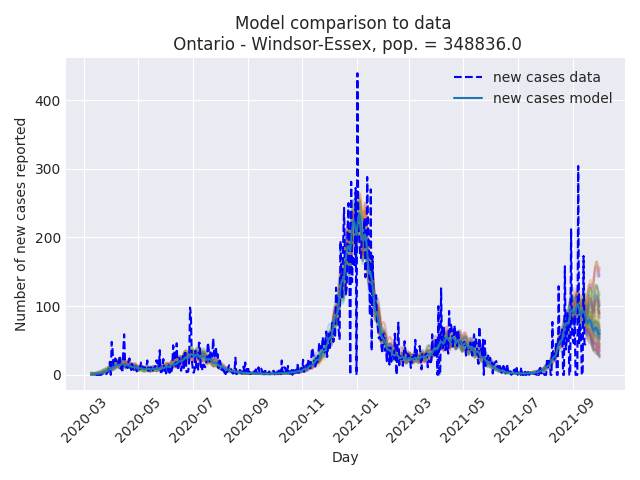 Model comparison to data
Ontario - Windsor-Essex, pop. = 348836.0
new cases data
new cases model
Number of new cases reported
400
300
200
100
0
2020-03
2020-05
2020-07
2020-09
2020-11
2021-01
2021-03
2021-05
2021-07
2021-09
Day